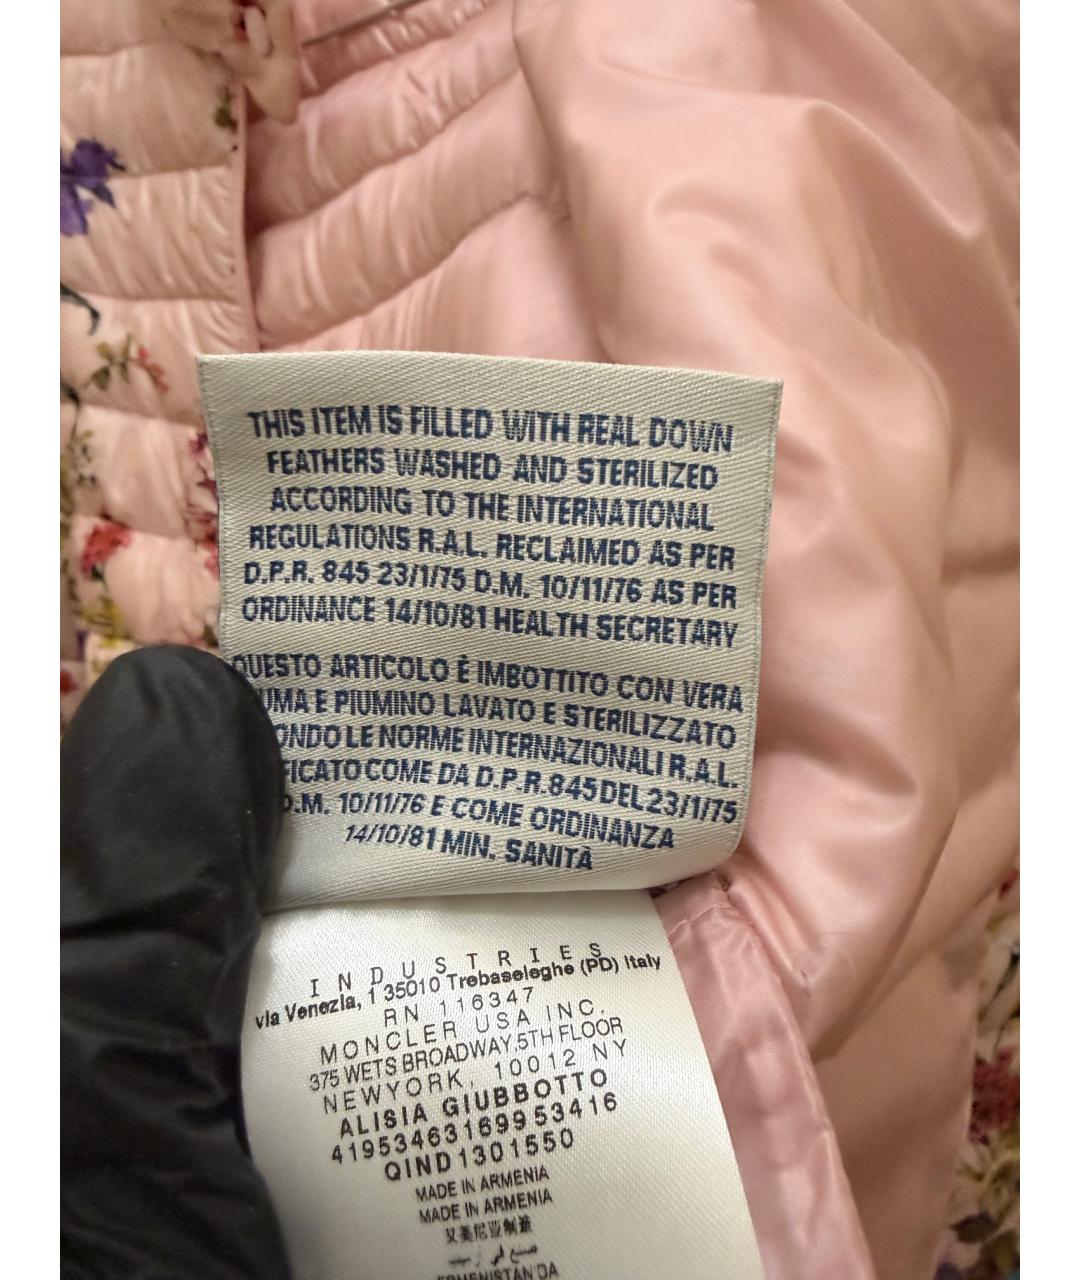 THIS ITEM IS FILLED WITH REAL DOWN
FEATHERS WASHED AND STERILIZED
ACCORDING TO THE INTERNATIONAL
REGULATIONS R.A.L. RECLAIMED AS PER
D.P.R. 845 23/1/75 D.M. 10/11/76 AS PER
ORDINANCE 14/10/81 HEALTH SECRETARY
QUESTO ARTICOLO È IMBOTTITO CON VERA
UMA E PIUMINO LAVATO E STERILIZZATO
ONDO LE NORME INTERNAZIONALI R.A.L.
FICATO COME DA D.P.R. 845 DEL 23/1/75
D.M. 10/11/76 E COME ORDINANZA
14/10/81 MIN. SANITÀ
INDUSTRIES
via Venezia, 1 35010 Trebaseleghe (PD) Italy
RN 116347
MONCLER USA INC.
375 WETS BROADWAY,5TH FLOOR
NEWYORK, 10012 NY
ALISIA GIUBBOTTO
41953463169953416
QIND1301550
MADE IN ARMENIA
MADE IN ARMENIA
尼亚制造